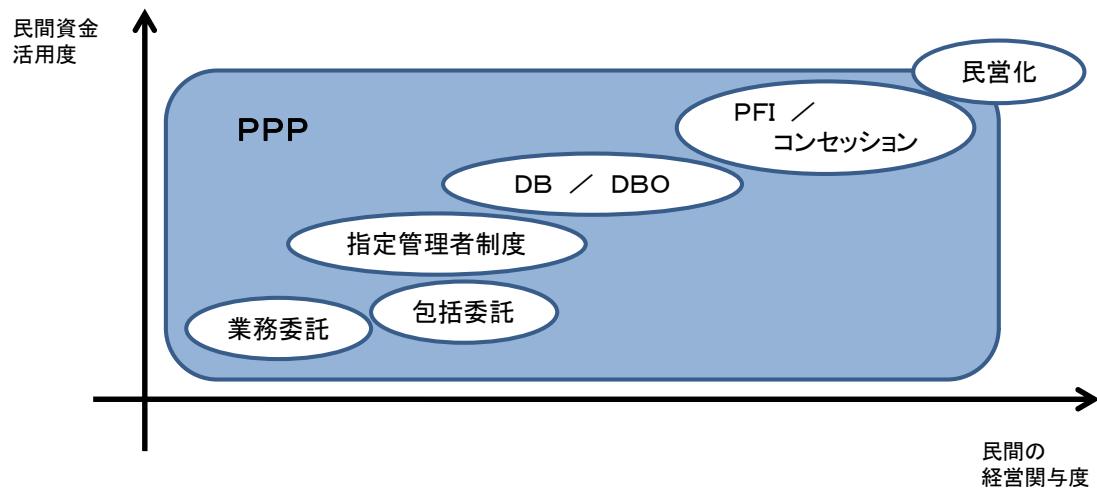 民間資金
活用度
民営化
PFI ／
コンセッション
PPP
DB ／ DBO
指定管理者制度
包括委託
業務委託
民間の
経営関与度